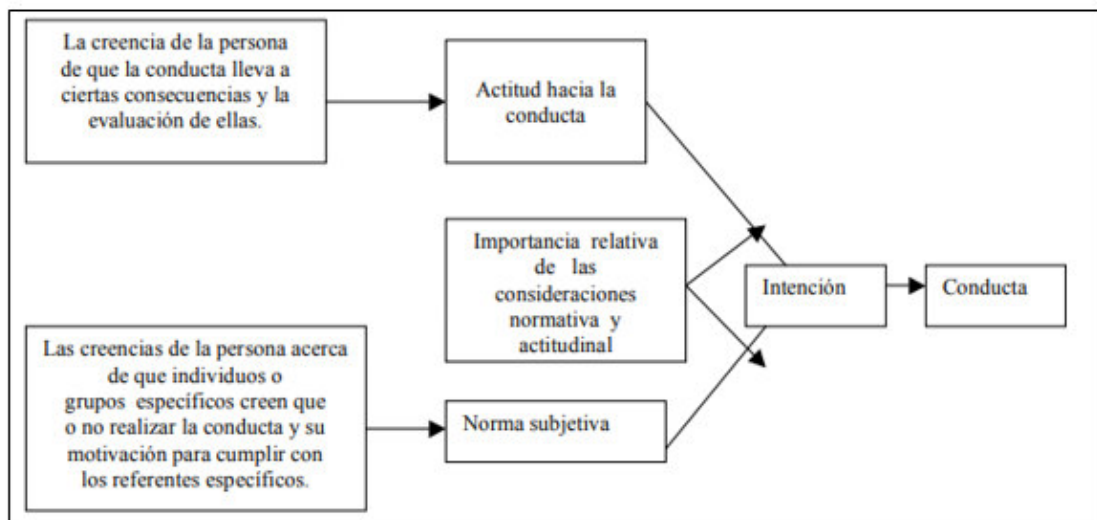 La creencia de la persona
de que la conducta lleva a
ciertas consecuencias y la
evaluación de ellas.
Actitud hacia la
conducta
Importancia relativa
de las
consideraciones
normativa y
actitudinal
Intención
Conducta
Las creencias de la persona acerca
de que individuos o
grupos específicos creen que
o no realizar la conducta y su
motivación para cumplir con
los referentes específicos.
Norma subjetiva